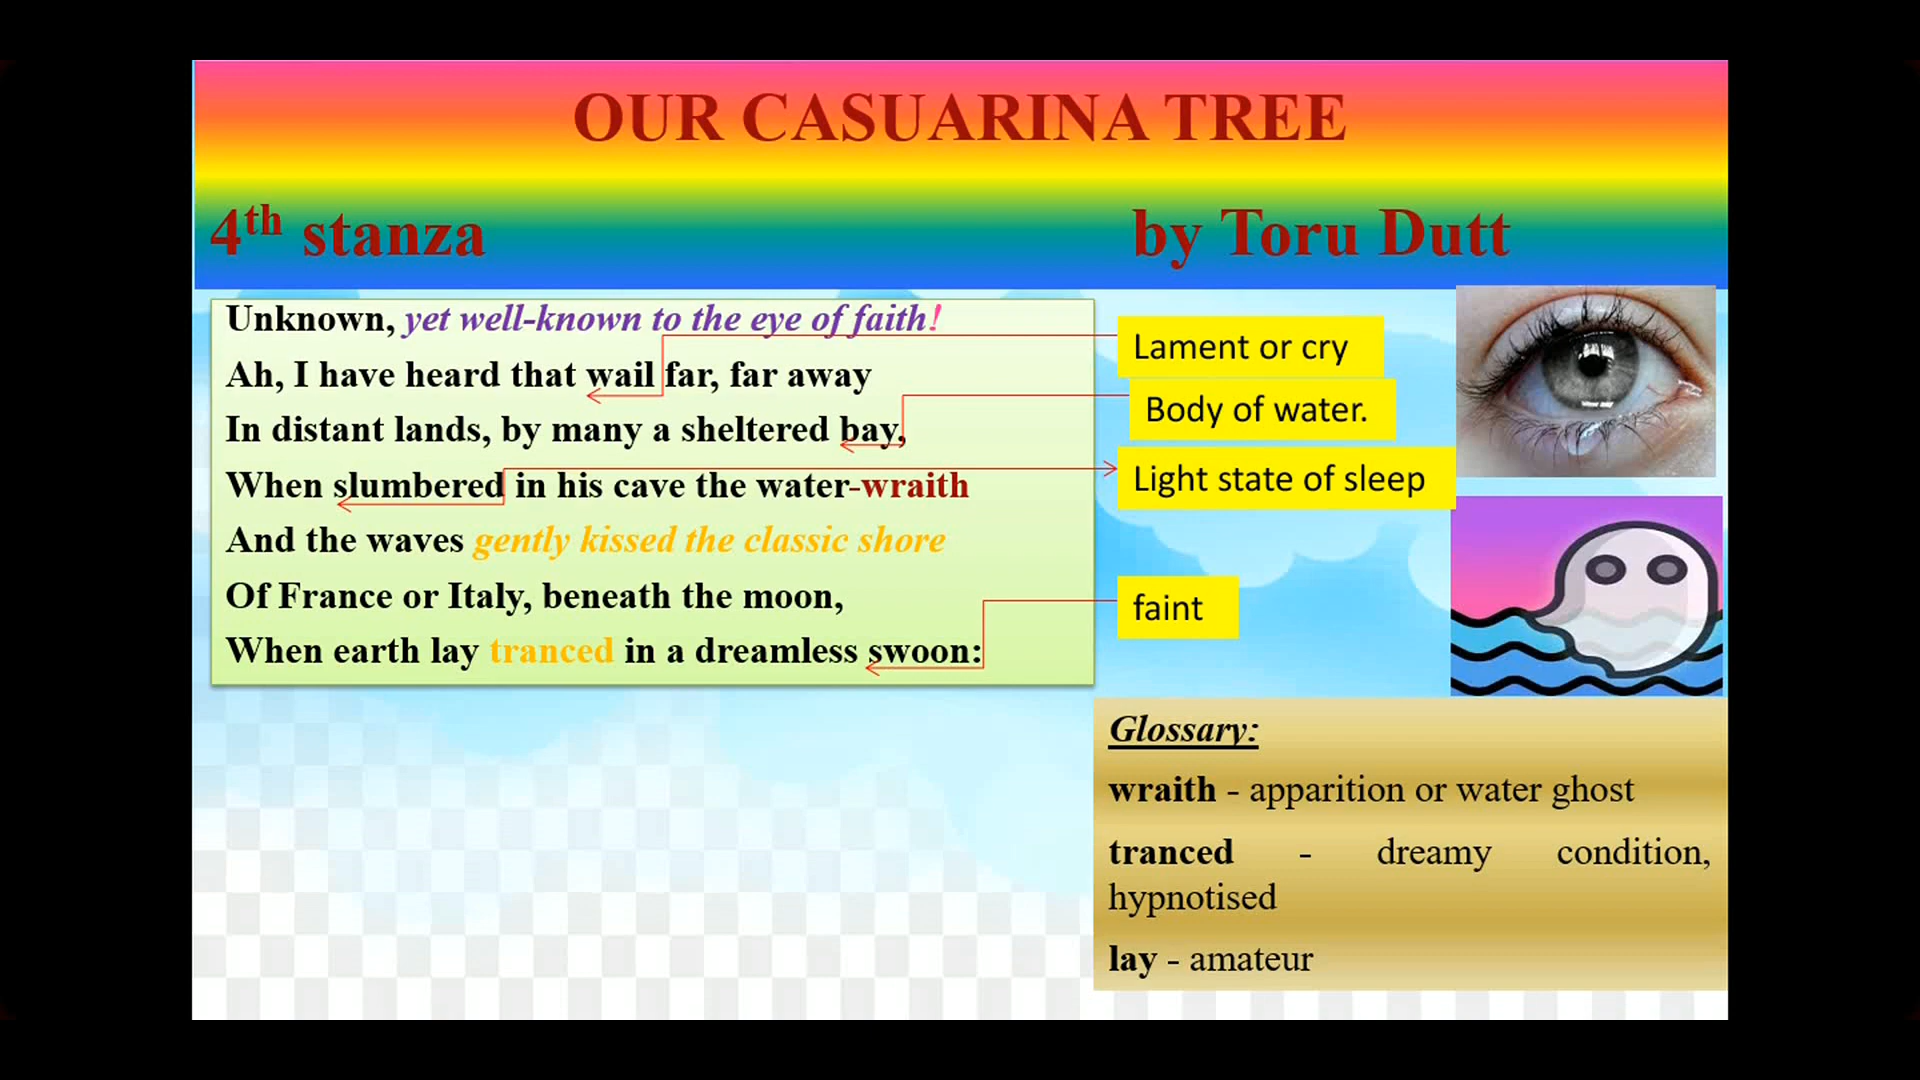 OUR CASUARINA TREE
4th stanza by Toru Dutt
Unknown, yet well-known to the eye of faith!
Ah, I have heard that wail far, far away
In distant lands, by many a sheltered bay,
When slumbered in his cave the water-wraith
And the waves gently kissed the classic shore
Of France or Italy, beneath the moon,
When earth lay tranced in a dreamless swoon:
Lament or cry
Body of water.
Light state of sleep
faint
Glossary:
wraith - apparition or water ghost
tranced - dreamy condition,
hypnotised
lay - amateur